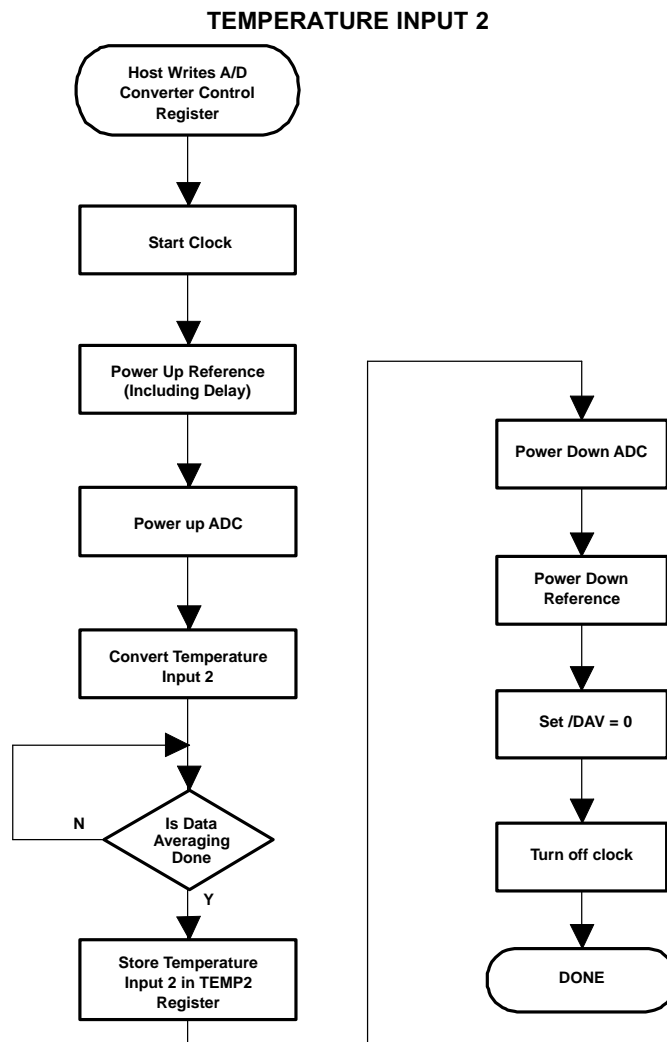 TEMPERATURE INPUT 2
Host Writes A/D
Converter Control
Register
Start Clock
Power Up Reference
(Including Delay)
Power up ADC
Convert Temperature
Input 2
N
Is Data
Averaging
Done
Y
Store Temperature
Input 2 in TEMP2
Register
Power Down ADC
Power Down
Reference
Set /DAV = 0
Turn off clock
DONE